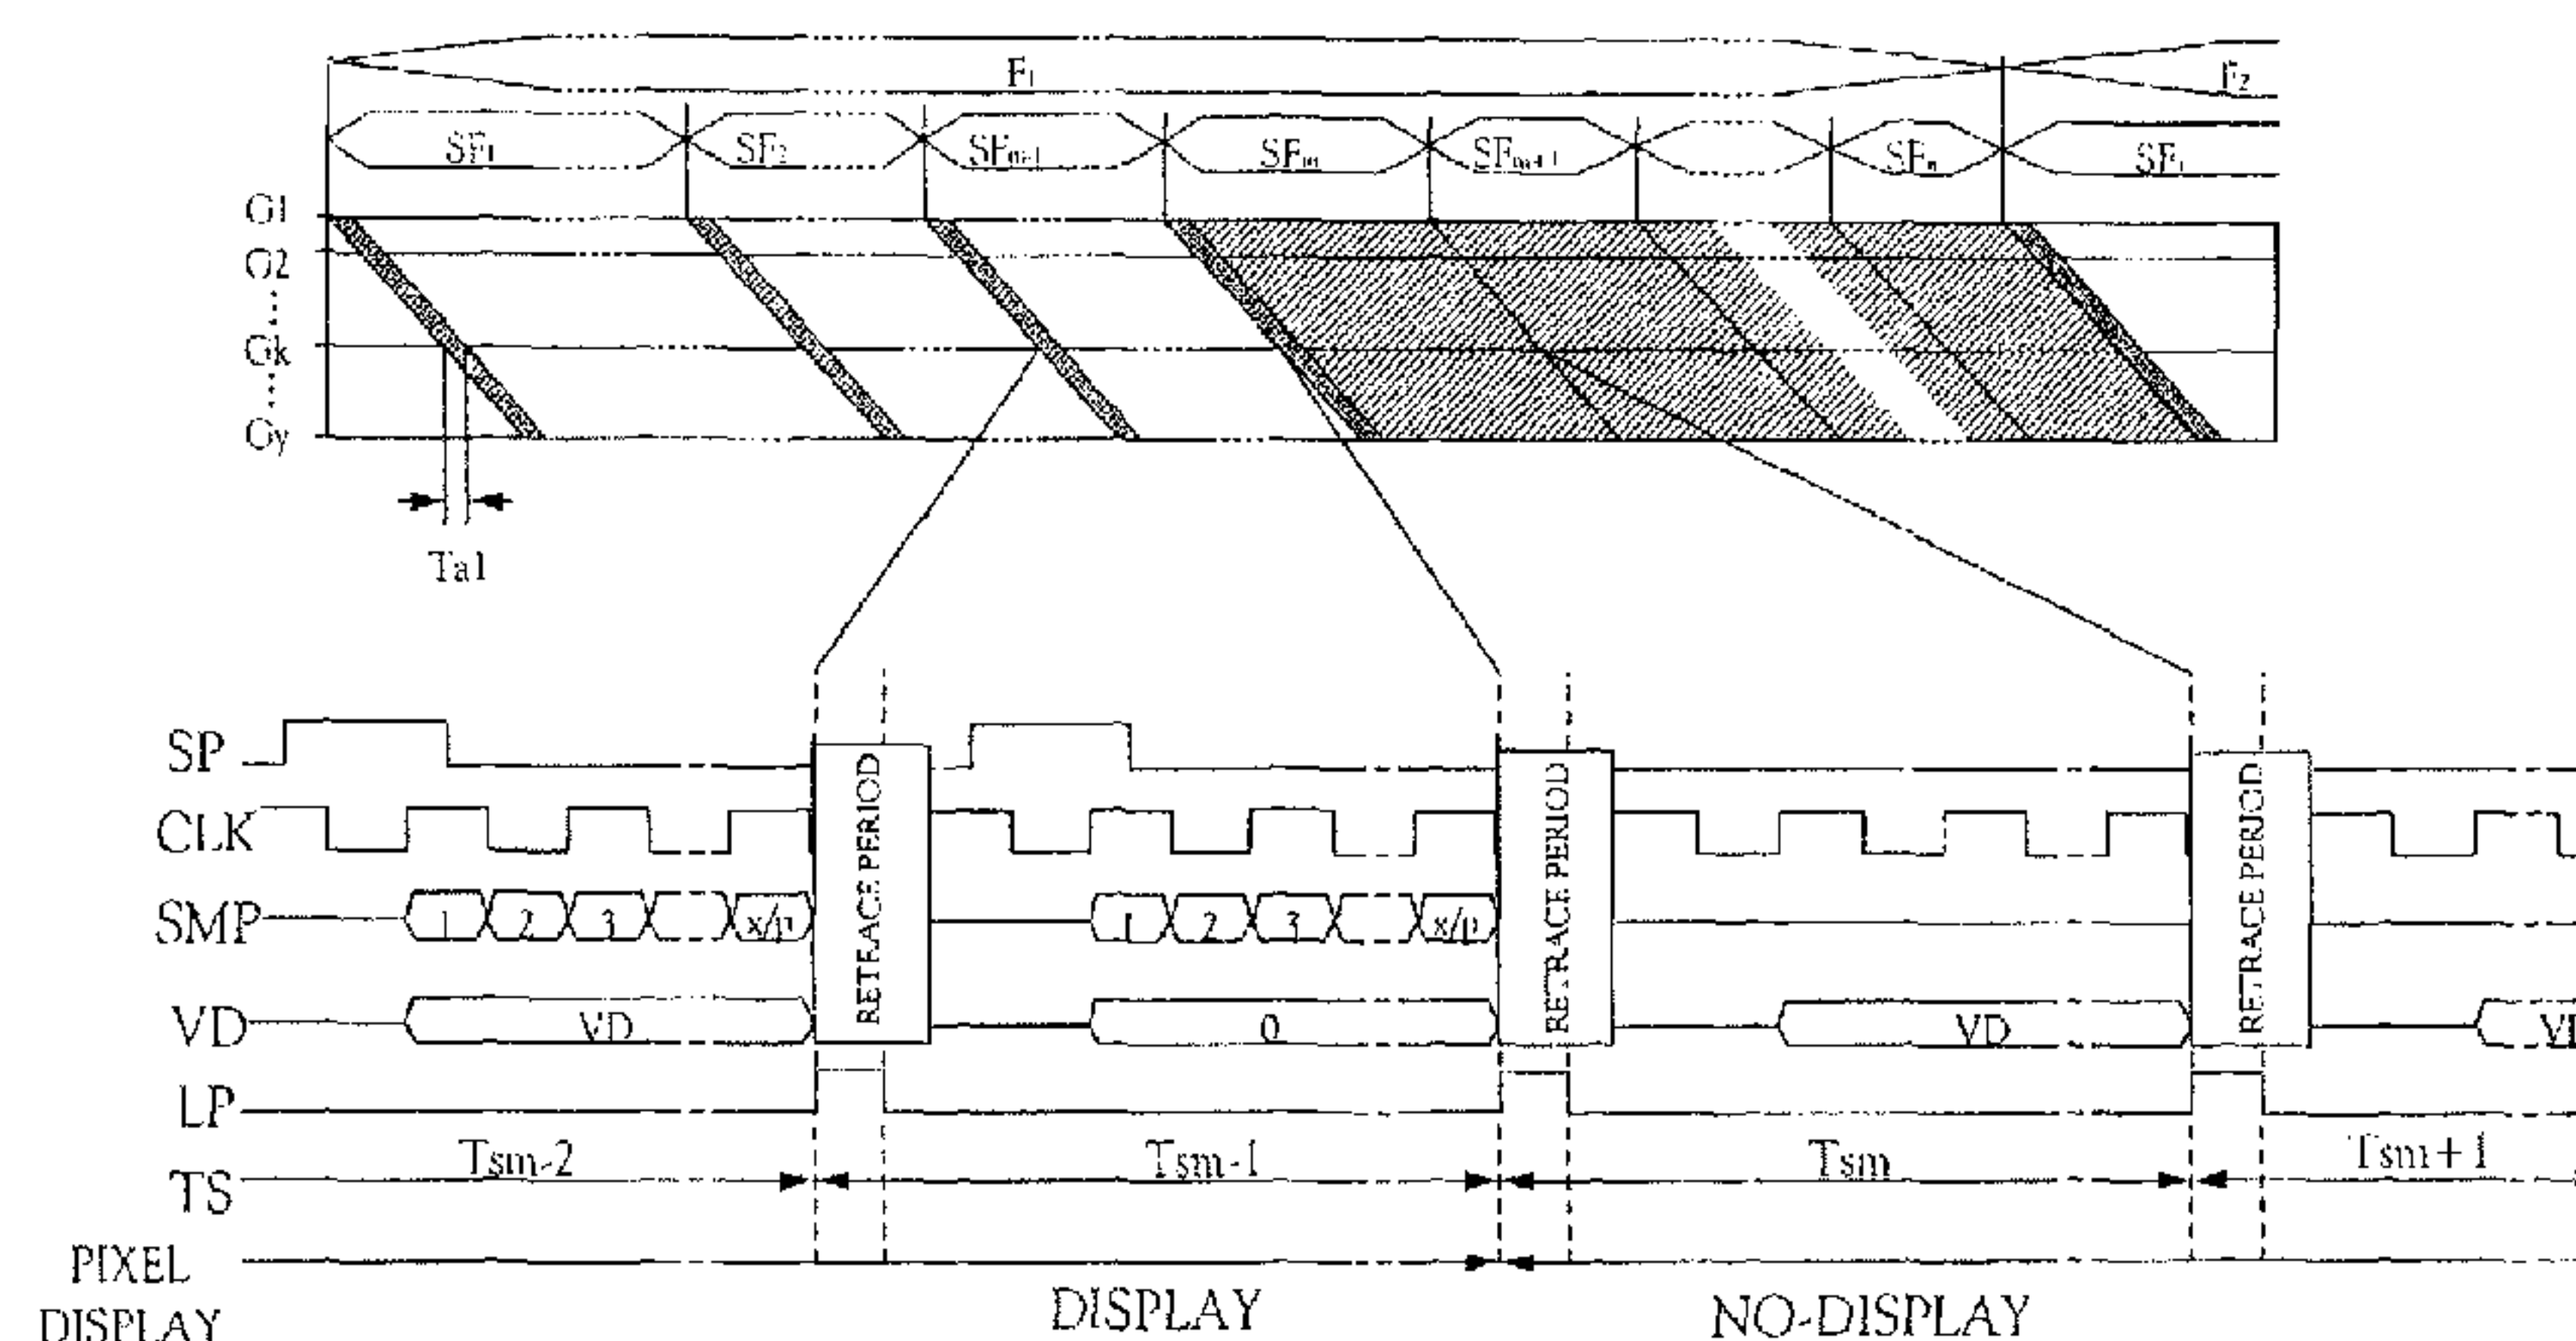 F1
F2
SF1 SF2 SFm-1 SFm SFm+1 SFn SF1
G1
G2
Gk
Gy
Ta1
SP
CLK
SMP 1 2 3 x/p 1 2 3 x/p
VD VD 0 VD
RETRACE PERIOD
RETRACE PERIOD
RETRACE PERIOD
LP
TS Tsm-2 Tsm-1 Tsm Tsm+1
PIXEL
DISPLAY
DISPLAY NO-DISPLAY